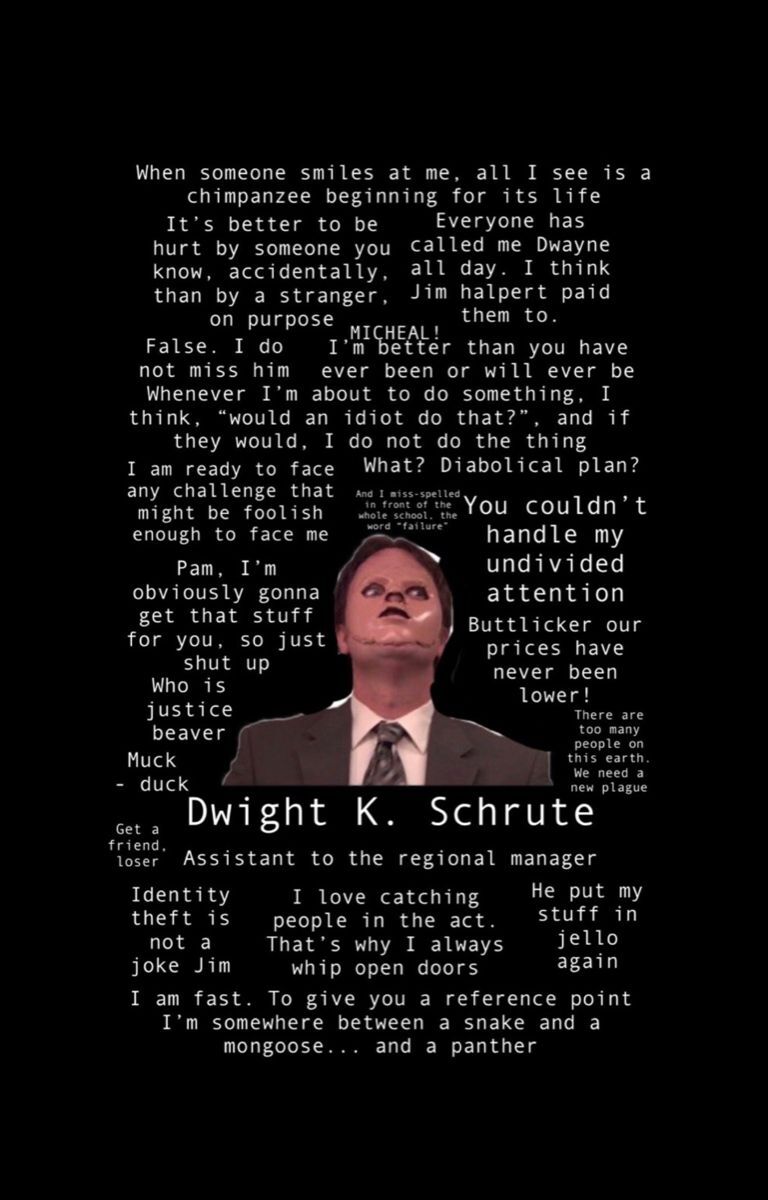 When someone smiles at me, all I see is a
chimpanzee beginning for its life
It's better to be
hurt by someone you
know, accidentally,
than by a stranger,
on purpose
Everyone has
called me Dwayne
all day. I think
Jim halpert paid
them to.
MICHEAL!
False. I do
not miss him
I'm better than you have
ever been or will ever be
Whenever I'm about to do something, I
think, “would an idiot do that?”, and if
they would, I do not do the thing
I am ready to face
any challenge that
might be foolish
enough to face me
What? Diabolical plan?
And I miss-spelled
in front of the
whole school, the
word “failure”
You couldn't
handle my
undivided
attention
Pam, I'm
obviously gonna
get that stuff
for you, so just
shut up
Buttlicker our
prices have
never been
lower!
Who is
justice
beaver
There are
too many
people on
this earth.
We need a
new plague
Muck
- duck
Dwight K. Schrute
Get a
friend,
loser
Assistant to the regional manager
Identity
theft is
not a
joke Jim
I love catching
people in the act.
That's why I always
whip open doors
He put my
stuff in
jello
again
I am fast. To give you a reference point
I'm somewhere between a snake and a
mongoose... and a panther